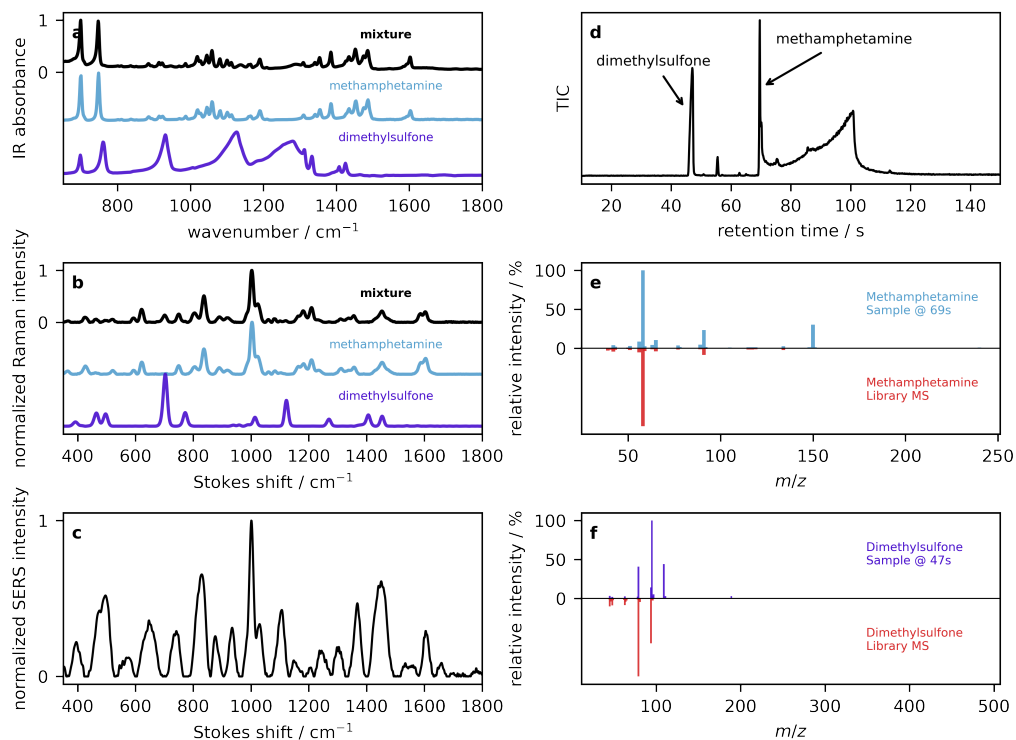 a
mixture
methamphetamine
dimethylsulfone
IR absorbance
1
0
800
1000
1200
1400
1600
1800
wavenumber / cm⁻¹
d
dimethylsulfone
methamphetamine
TIC
20
40
60
80
100
120
140
retention time / s
b
mixture
methamphetamine
dimethylsulfone
normalized Raman intensity
1
0
400
600
800
1000
1200
1400
1600
1800
Stokes shift / cm⁻¹
e
Methamphetamine
Sample @ 69s
Methamphetamine
Library MS
relative intensity / %
100
50
0
50
100
150
200
250
m/z
c
normalized SERS intensity
1
0
400
600
800
1000
1200
1400
1600
1800
Stokes shift / cm⁻¹
f
Dimethylsulfone
Sample @ 47s
Dimethylsulfone
Library MS
relative intensity / %
100
50
0
100
200
300
400
500
m/z